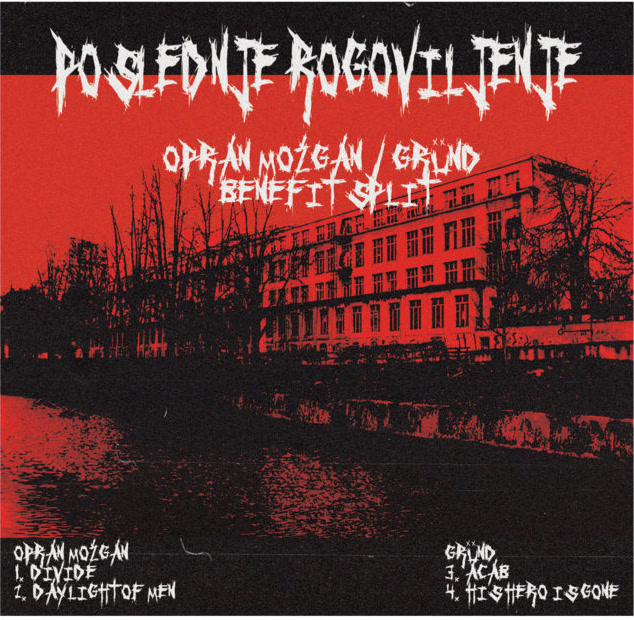 POSLEDNJE ROGOVILJENJE
OPRAN MOŽGAN / GRÜND
BENEFIT SPLIT
OPRAN MOŽGAN
1. DIVIDE
2. DAYLIGHT OF MEN
GRÜND
3. ACAB
4. HIS HERO IS GONE